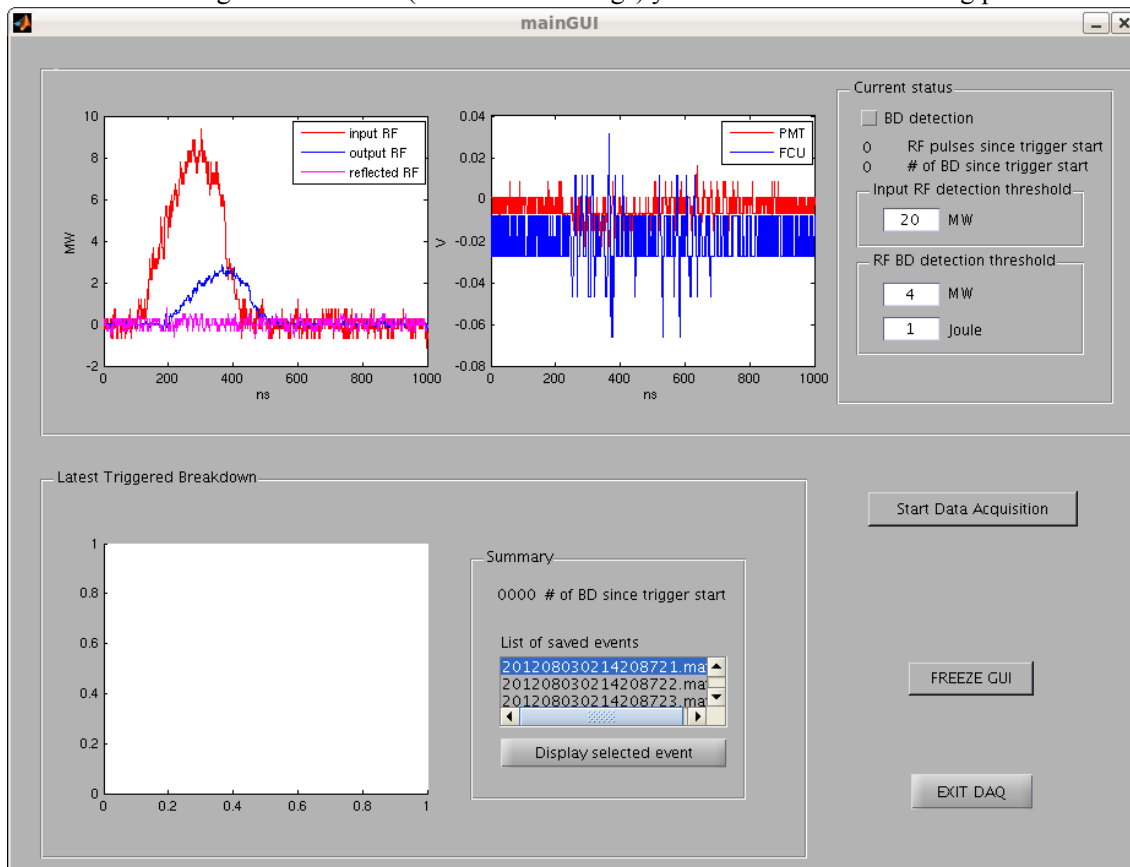 mainGUI
10
8
6
4
2
0
-2
MW
0 200 400 600 800 1000
ns
input RF
output RF
reflected RF
0.04
0.02
0
-0.02
-0.04
-0.06
-0.08
V
0 200 400 600 800 1000
ns
PMT
FCU
Current status
BD detection
0 RF pulses since trigger start
0 # of BD since trigger start
Input RF detection threshold
20 MW
RF BD detection threshold
4 MW
1 Joule
Latest Triggered Breakdown
1
0.8
0.6
0.4
0.2
0
0 0.2 0.4 0.6 0.8 1
Summary
0000 # of BD since trigger start
List of saved events
201208030214208721.ma
201208030214208722.ma
201208030214208723.ma
Display selected event
Start Data Acquisition
FREEZE GUI
EXIT DAQ